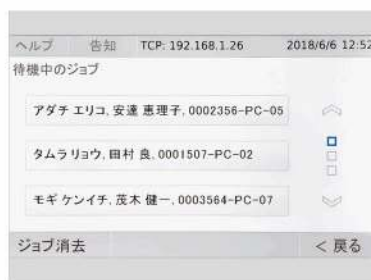 ヘルプ 告知 TCP: 192.168.1.26 2018/6/6 12:52
待機中のジョブ
アダチ エリコ, 安達 恵理子, 0002356-PC-05
タムラ リョウ, 田村 良, 0001507-PC-02
モギ ケンイチ, 茂木 健一, 0003564-PC-07
ジョブ消去 < 戻る